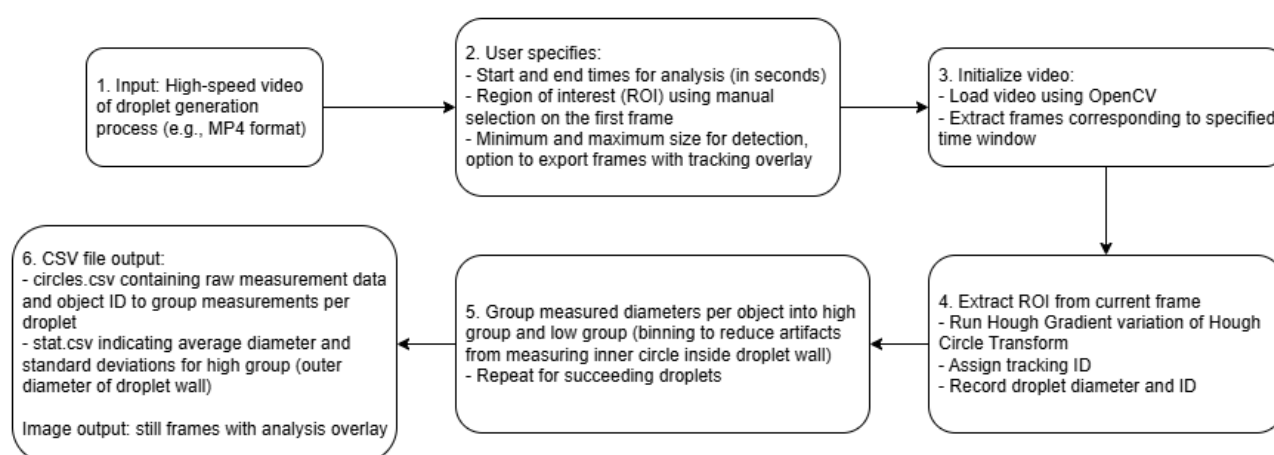 1. Input: High-speed video
of droplet generation
process (e.g., MP4 format)
2. User specifies:
- Start and end times for analysis (in seconds)
- Region of interest (ROI) using manual
selection on the first frame
- Minimum and maximum size for detection,
option to export frames with tracking overlay
3. Initialize video:
- Load video using OpenCV
- Extract frames corresponding to specified
time window
4. Extract ROI from current frame
- Run Hough Gradient variation of Hough
Circle Transform
- Assign tracking ID
- Record droplet diameter and ID
5. Group measured diameters per object into high
group and low group (binning to reduce artifacts
from measuring inner circle inside droplet wall)
- Repeat for succeeding droplets
6. CSV file output:
- circles.csv containing raw measurement data
and object ID to group measurements per
droplet
- stat.csv indicating average diameter and
standard deviations for high group (outer
diameter of droplet wall)
Image output: still frames with analysis overlay